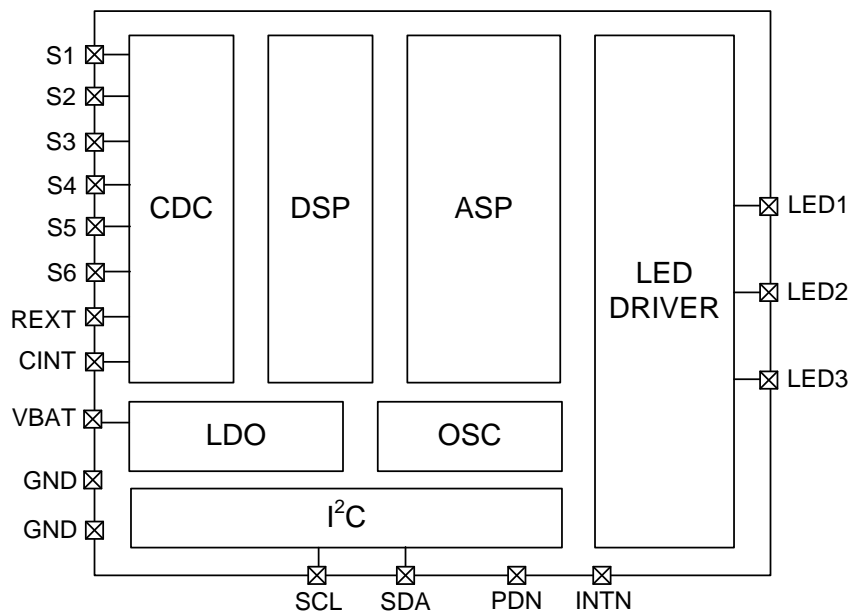 S1
S2
S3
S4
S5
S6
REXT
CINT
VBAT
GND
GND
CDC
DSP
ASP
LED
DRIVER
LDO
OSC
I²C
LED1
LED2
LED3
SCL
SDA
PDN
INTN